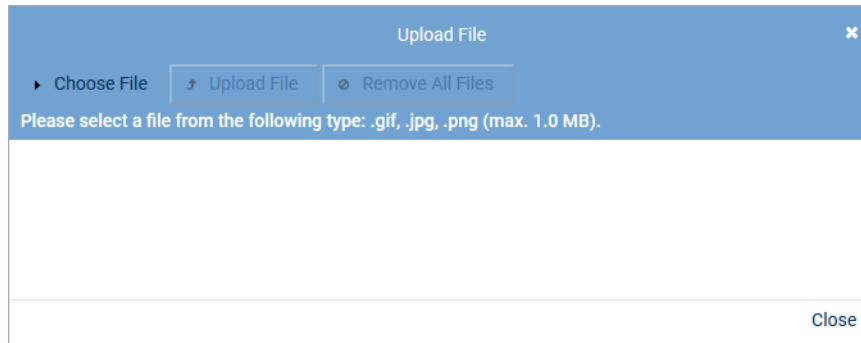 Upload File
Choose File Upload File Remove All Files
Please select a file from the following type: .gif, .jpg, .png (max. 1.0 MB).
Close